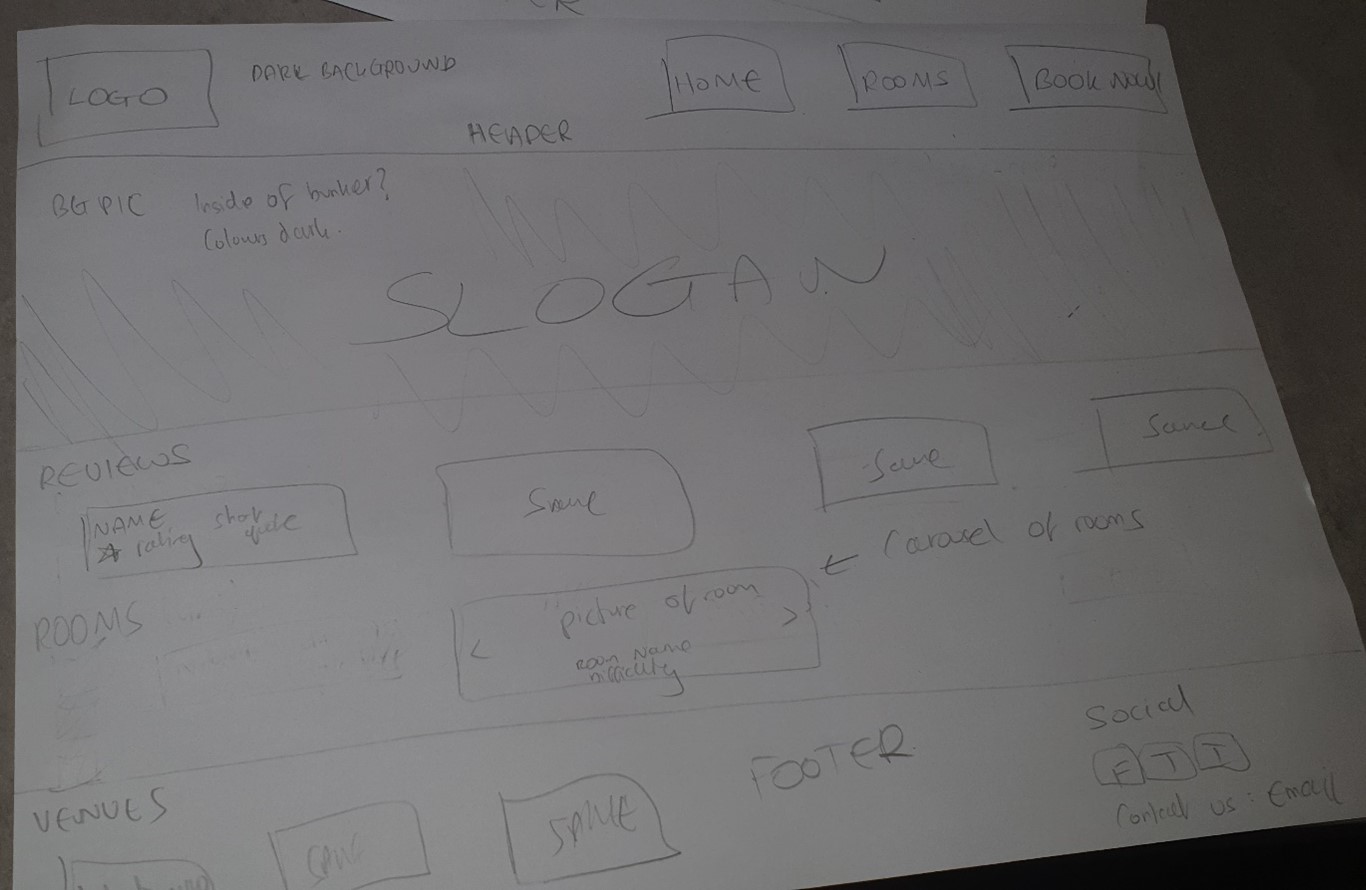 LOGO
DARK BACKGROUND
HOME
ROOMS
BOOK NOW
HEADER
BG PIC
Inside of bunker?
Colours dark.
SLOGAN
REVIEWS
NAME
rating
short
Same
Same
Same
← Carousel of rooms
ROOMS
<
picture of room
>
Room Name
Difficulty
FOOTER
Social
F
T
I
Contact us: Email
VENUES
SAME
SAME